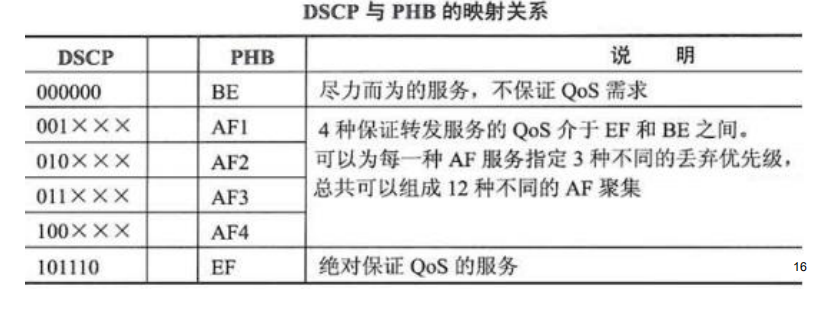 DSCP 与 PHB 的映射关系
DSCP PHB 说 明
000000 BE 尽力而为的服务，不保证 QoS 需求
001××× AF1 4 种保证转发服务的 QoS 介于 EF 和 BE 之间。
010××× AF2 可以为每一种 AF 服务指定 3 种不同的丢弃优先级，
011××× AF3 总共可以组成 12 种不同的 AF 聚集
100××× AF4
101110 EF 绝对保证 QoS 的服务
16